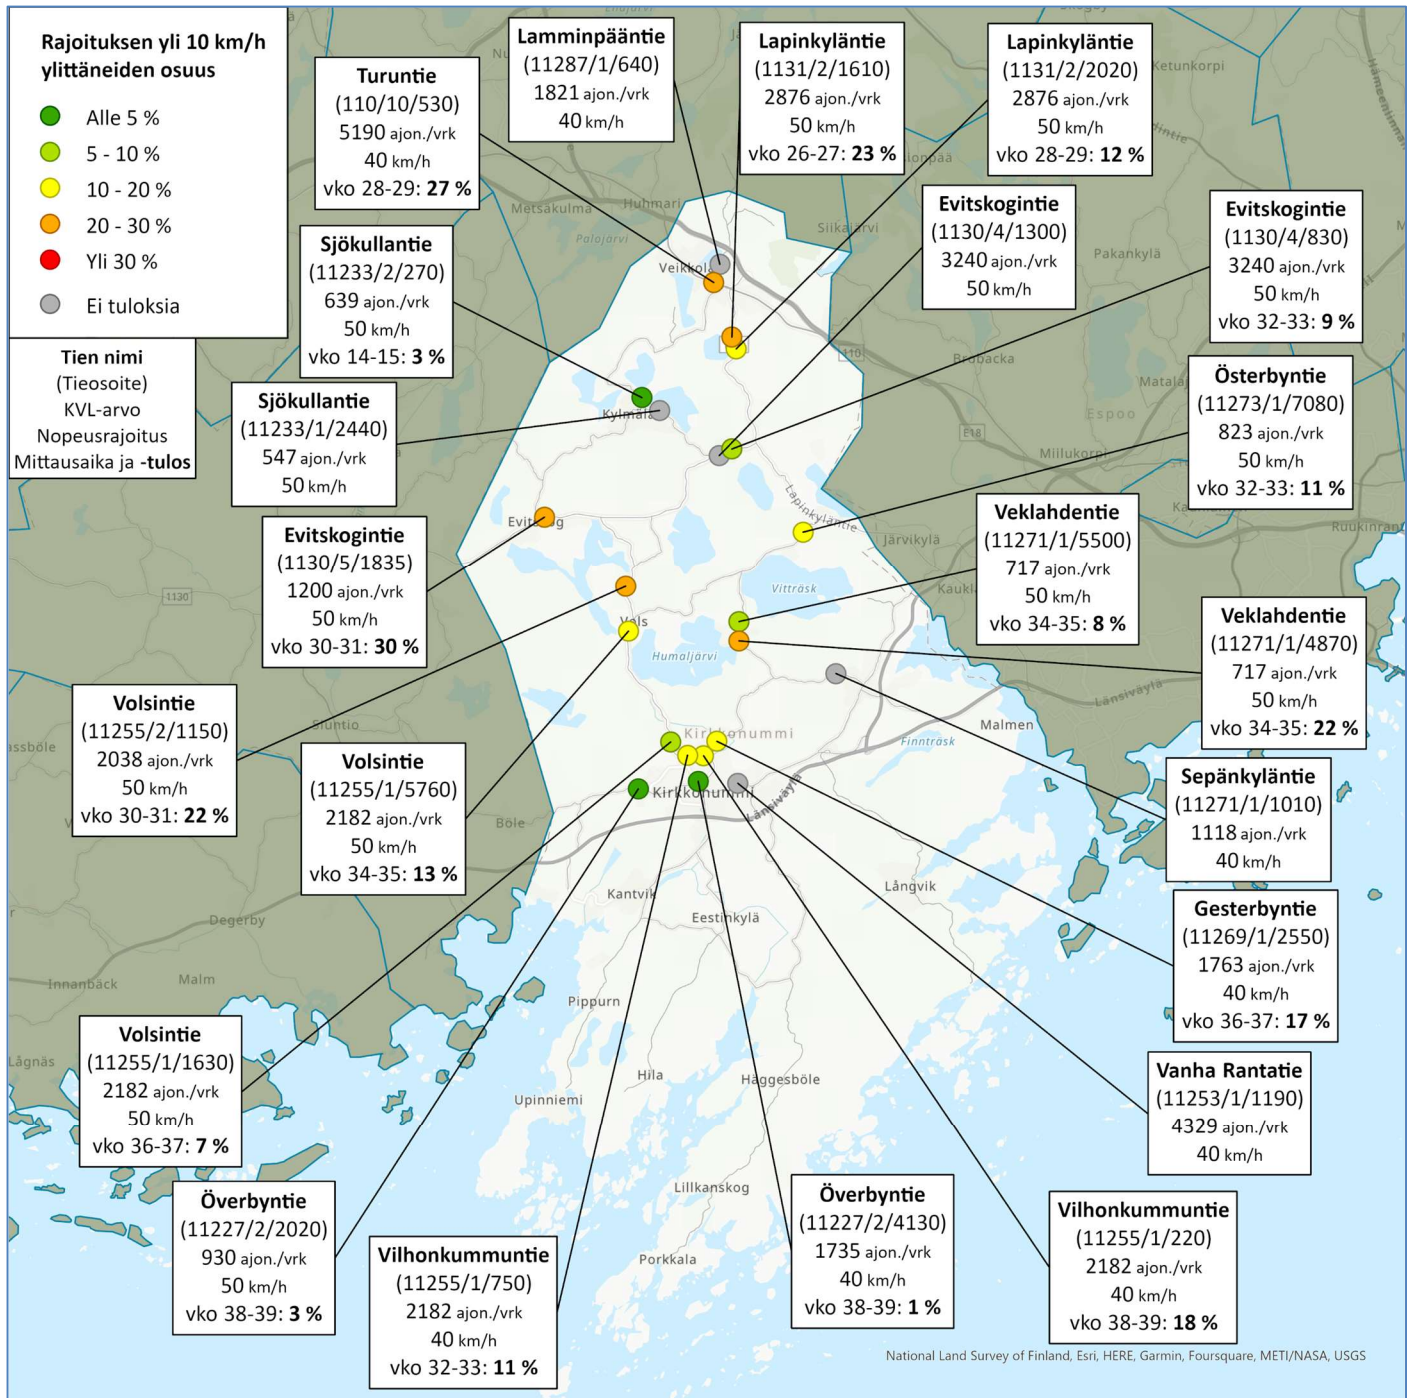 Rajoituksen yli 10 km/h
ylittäneiden osuus
Alle 5 %
5 - 10 %
10 - 20 %
20 - 30 %
Yli 30 %
Ei tuloksia
Tien nimi
(Tieosoite)
KVL-arvo
Nopeusrajoitus
Mittausaika ja -tulos
Turuntie
(110/10/530)
5190 ajon./vrk
40 km/h
vko 28-29: 27 %
Lamminpääntie
(11287/1/640)
1821 ajon./vrk
40 km/h
Lapinkyläntie
(1131/2/1610)
2876 ajon./vrk
50 km/h
vko 26-27: 23 %
Lapinkyläntie
(1131/2/2020)
2876 ajon./vrk
50 km/h
vko 28-29: 12 %
Sjökullantie
(11233/2/270)
639 ajon./vrk
50 km/h
vko 14-15: 3 %
Evitskogintie
(1130/4/1300)
3240 ajon./vrk
50 km/h
Evitskogintie
(1130/4/830)
3240 ajon./vrk
50 km/h
vko 32-33: 9 %
Sjökullantie
(11233/1/2440)
547 ajon./vrk
50 km/h
Österbyntie
(11273/1/7080)
823 ajon./vrk
50 km/h
vko 32-33: 11 %
Evitskogintie
(1130/5/1835)
1200 ajon./vrk
50 km/h
vko 30-31: 30 %
Veklahdentie
(11271/1/5500)
717 ajon./vrk
50 km/h
vko 34-35: 8 %
Veklahdentie
(11271/1/4870)
717 ajon./vrk
50 km/h
vko 34-35: 22 %
Volsintie
(11255/2/1150)
2038 ajon./vrk
50 km/h
vko 30-31: 22 %
Volsintie
(11255/1/5760)
2182 ajon./vrk
50 km/h
vko 34-35: 13 %
Sepänkyläntie
(11271/1/1010)
1118 ajon./vrk
40 km/h
Gesterbyntie
(11269/1/2550)
1763 ajon./vrk
40 km/h
vko 36-37: 17 %
Volsintie
(11255/1/1630)
2182 ajon./vrk
50 km/h
vko 36-37: 7 %
Vanha Rantatie
(11253/1/1190)
4329 ajon./vrk
40 km/h
Överbyntie
(11227/2/2020)
930 ajon./vrk
50 km/h
vko 38-39: 3 %
Vilhonkummuntie
(11255/1/750)
2182 ajon./vrk
40 km/h
vko 32-33: 11 %
Överbyntie
(11227/2/4130)
1735 ajon./vrk
40 km/h
vko 38-39: 1 %
Vilhonkummuntie
(11255/1/220)
2182 ajon./vrk
40 km/h
vko 38-39: 18 %
Ketunkorpi
Hämeenlinnan
Metsäkulma
Huhmari
Palojärvi
Siikajärvi
Pakankylä
Veikkola
110
Brobacka
Espoo
E18
Miilukorpi
Lapinkyläntie
Järvikylä
Ruukinrant
Vitträsk
1130
Vols
Humaljärvi
Siuntio
Länsiväylä
Malmen
Finnträsk
Kirkkonummi
Kirkkonummi
Länsiväylä
Böle
Kantvik
Långvik
Eestinkylä
Degerby
Innanbäck
Malm
Pippurn
Lågnäs
Hila
Häggesböle
Upinniemi
Lillkanskog
Porkkala
National Land Survey of Finland, Esri, HERE, Garmin, Foursquare, METI/NASA, USGS